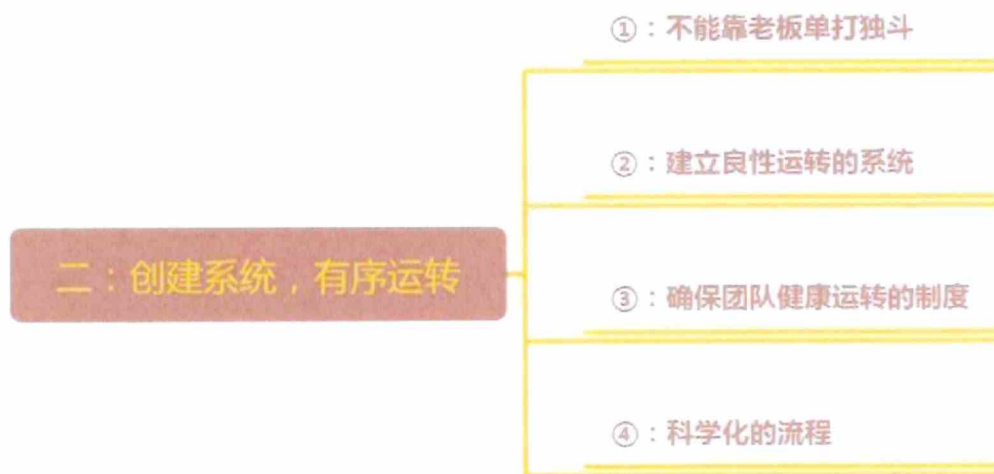 ①：不能靠老板单打独斗
②：建立良性运转的系统
二：创建系统，有序运转
③：确保团队健康运转的制度
④：科学化的流程